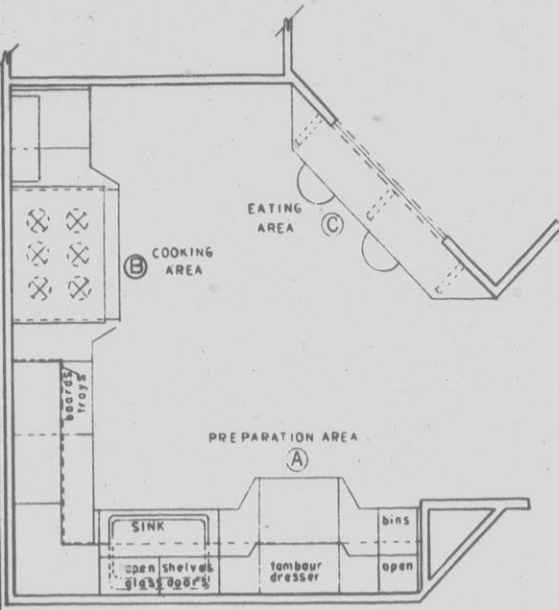 EATING
AREA
Ⓒ
Ⓑ COOKING
AREA
boards
trays
PREPARATION AREA
Ⓐ
SINK
bins
open shelves
glass doors
tambour
dresser
open